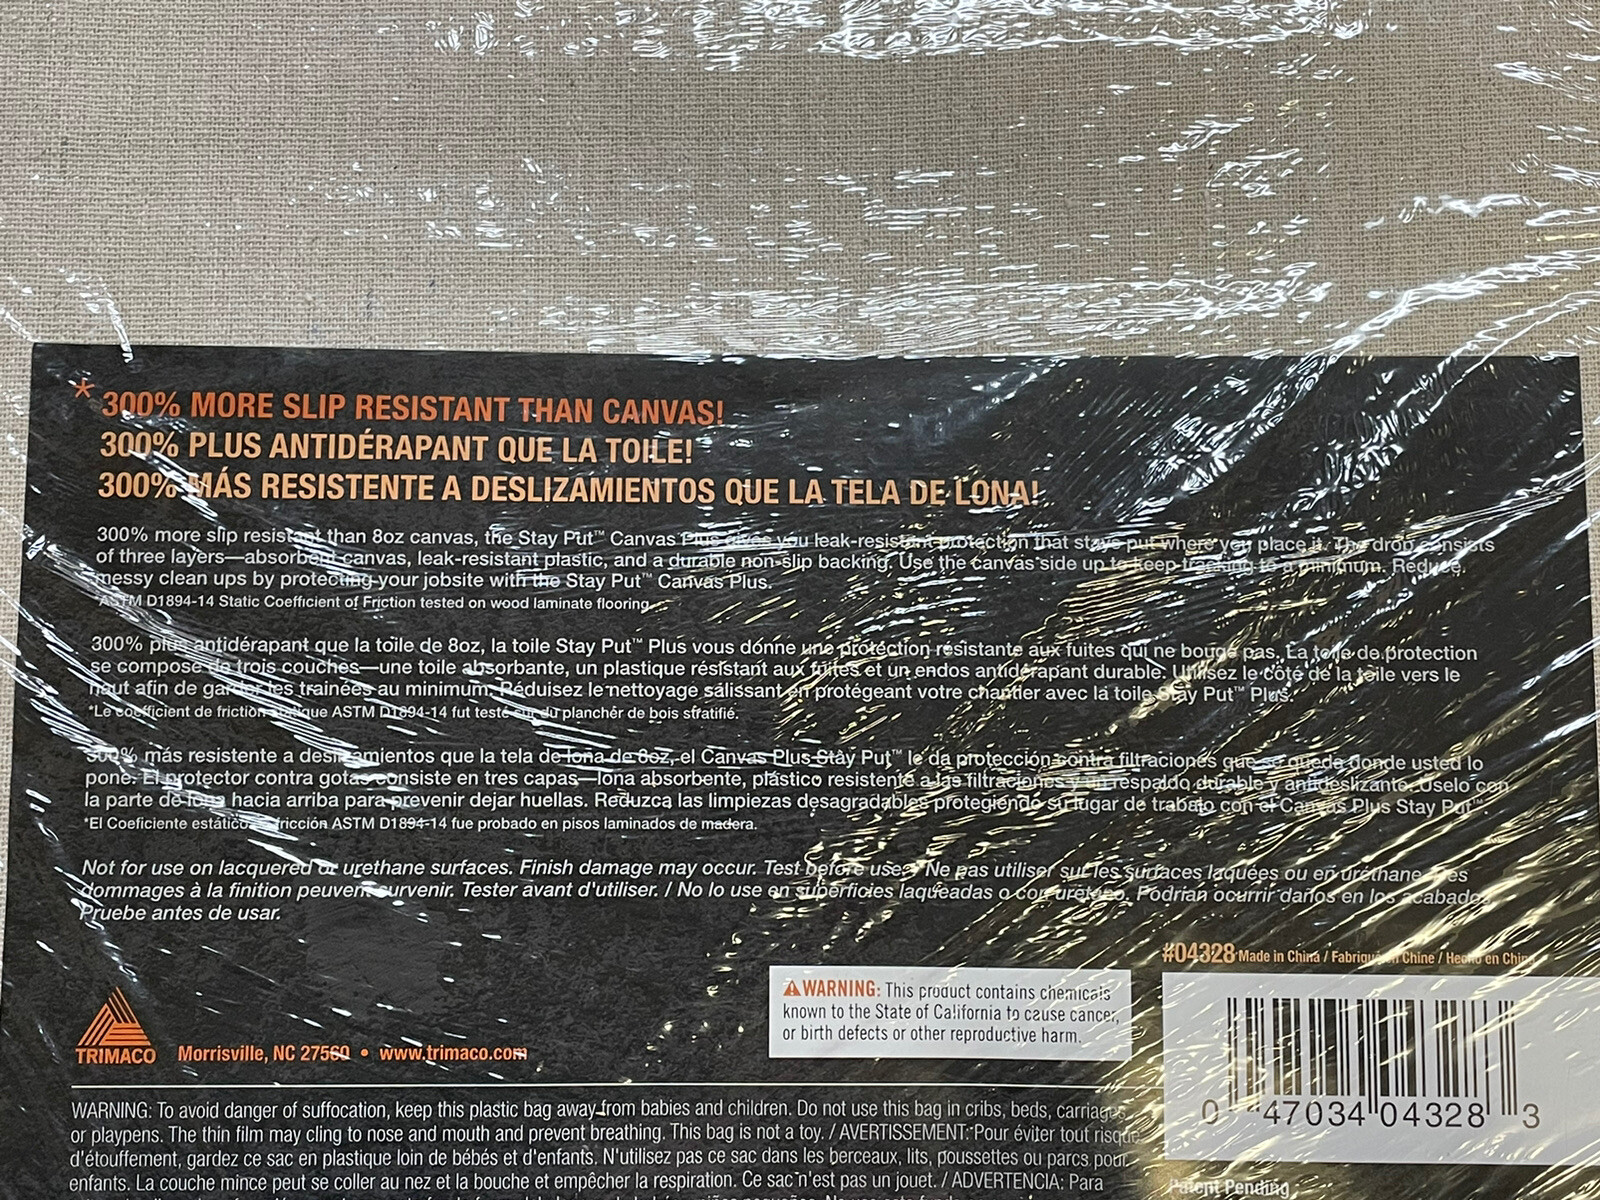 * 300% MORE SLIP RESISTANT THAN CANVAS!
300% PLUS ANTIDÉRAPANT QUE LA TOILE!
300% MÁS RESISTENTE A DESLIZAMIENTOS QUE LA TELA DE LONA!
300% more slip resistant than 8oz canvas, the Stay Put™ Canvas Plus gives you leak-resistant protection that stays put where you place it. The drop consists
of three layers—absorbent canvas, leak-resistant plastic, and a durable non-slip backing. Use the canvas side up to keep tracking to a minimum. Reduce
messy clean ups by protecting your jobsite with the Stay Put™ Canvas Plus.
*ASTM D1894-14 Static Coefficient of Friction tested on wood laminate flooring.
300% plus antidérapant que la toile de 8oz, la toile Stay Put™ Plus vous donne une protection résistante aux fuites qui ne bouge pas. La toile de protection
se compose de trois couches—une toile absorbante, un plastique résistant aux fuites et un endos antidérapant durable. Utilisez le côté de la toile vers le
haut afin de garder les trainées au minimum. Réduisez le nettoyage salissant en protégeant votre chantier avec la toile Stay Put™ Plus.
*Le coefficient de friction statique ASTM D1894-14 fut testé sur du plancher de bois stratifié.
300% más resistente a deslizamientos que la tela de lona de 8oz, el Canvas Plus Stay Put™ le da protección contra filtraciones que se queda donde usted lo
pone. El protector contra gotas consiste en tres capas—lona absorbente, plástico resistente a las filtraciones y un respaldo durable y antideslizante. Úselo con
la parte de lona hacia arriba para prevenir dejar huellas. Reduzca las limpiezas desagradables protegiendo su lugar de trabajo con el Canvas Plus Stay Put™.
*El Coeficiente estático fricción ASTM D1894-14 fue probado en pisos laminados de madera.
Not for use on lacquered or urethane surfaces. Finish damage may occur. Test before use. / Ne pas utiliser sur les surfaces laquées ou en uréthane. Des
dommages à la finition peuvent survenir. Tester avant d'utiliser. / No lo use en superficies laqueadas o con uretano. Podrían ocurrir daños en los acabados.
Pruebe antes de usar.
#04328 Made in China / Fabriqué en Chine / Hecho en China
⚠WARNING: This product contains chemicals
known to the State of California to cause cancer,
or birth defects or other reproductive harm.
TRIMACO Morrisville, NC 27560 • www.trimaco.com
0 47034 04328 3
WARNING: To avoid danger of suffocation, keep this plastic bag away from babies and children. Do not use this bag in cribs, beds, carriages
or playpens. The thin film may cling to nose and mouth and prevent breathing. This bag is not a toy. / AVERTISSEMENT: Pour éviter tout risque
d'étouffement, gardez ce sac en plastique loin de bébés et d'enfants. N'utilisez pas ce sac dans les berceaux, lits, poussettes ou parcs pour
enfants. La couche mince peut se coller au nez et la bouche et empêcher la respiration. Ce sac n'est pas un jouet. / ADVERTENCIA: Para
Patent Pending